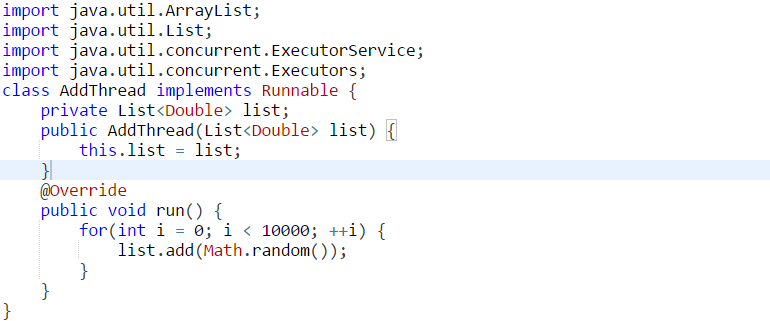 import java.util.ArrayList;
import java.util.List;
import java.util.concurrent.ExecutorService;
import java.util.concurrent.Executors;
class AddThread implements Runnable {
    private List<Double> list;
    public AddThread(List<Double> list) {
        this.list = list;
    }
    @Override
    public void run() {
        for(int i = 0; i < 10000; ++i) {
            list.add(Math.random());
        }
    }
}